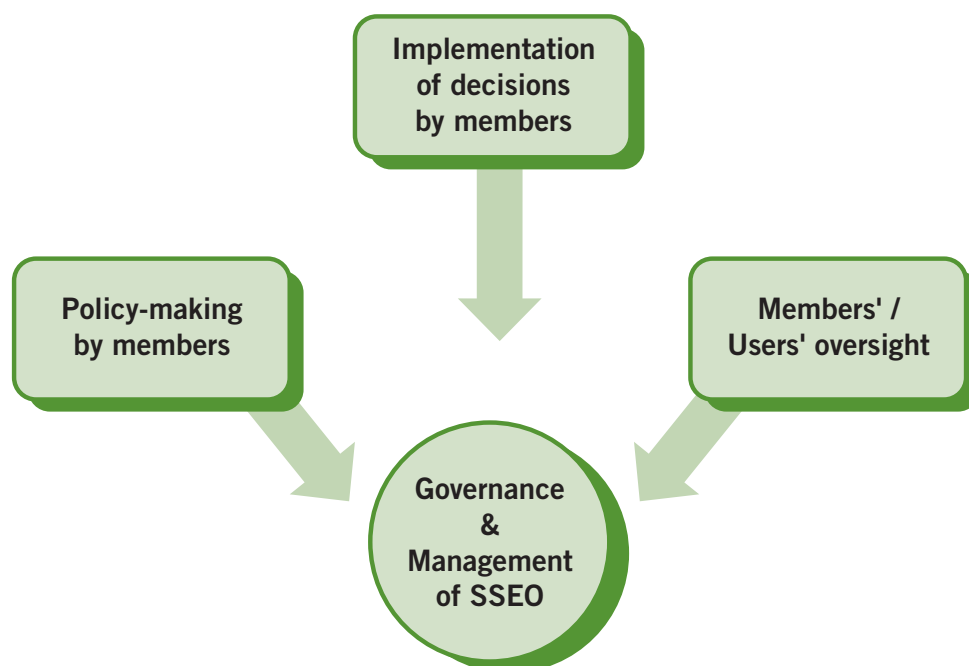 Implementation
of decisions
by members
Policy-making
by members
Members' /
Users' oversight
Governance
&
Management
of SSEO